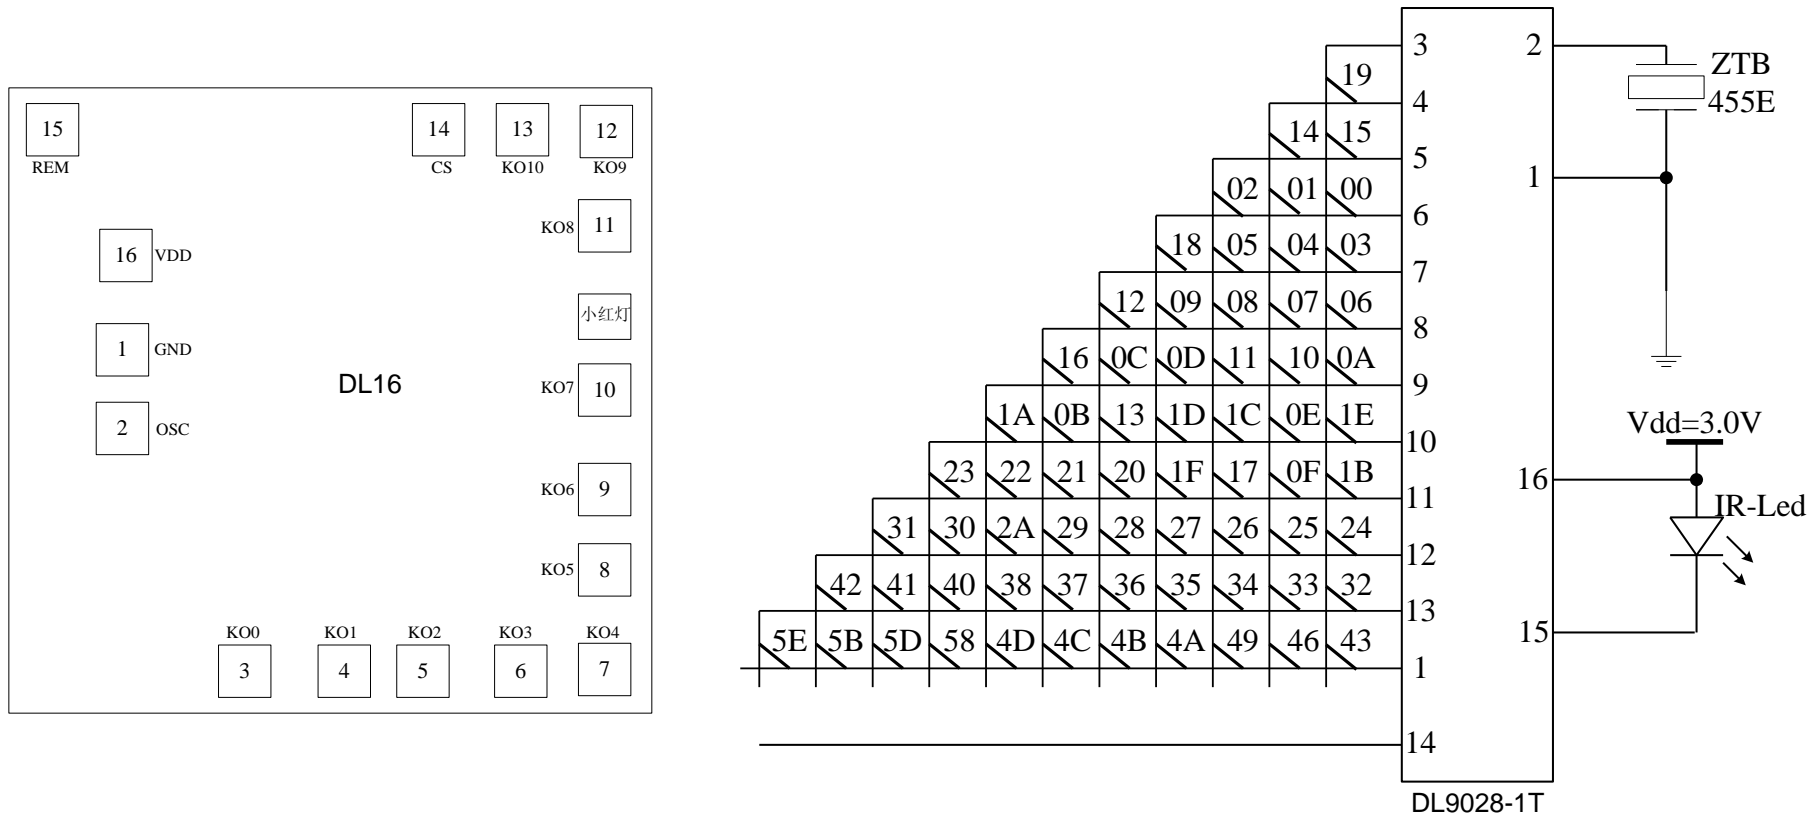 15
REM
14
CS
13
KO10
12
KO9
KO8 11
16 VDD
小红灯
1 GND
DL16
KO7 10
2 OSC
KO6 9
KO5 8
KO0
3
KO1
4
KO2
5
KO3
6
KO4
7
3
19
4
14 15
5
02 01 00
6
18 05 04 03
7
12 09 08 07 06
8
16 0C 0D 11 10 0A
9
1A 0B 13 1D 1C 0E 1E
10
23 22 21 20 1F 17 0F 1B
11
31 30 2A 29 28 27 26 25 24
12
42 41 40 38 37 36 35 34 33 32
13
5E 5B 5D 58 4D 4C 4B 4A 49 46 43
1
14
2
ZTB
455E
1
Vdd=3.0V
16
IR-Led
15
DL9028-1T